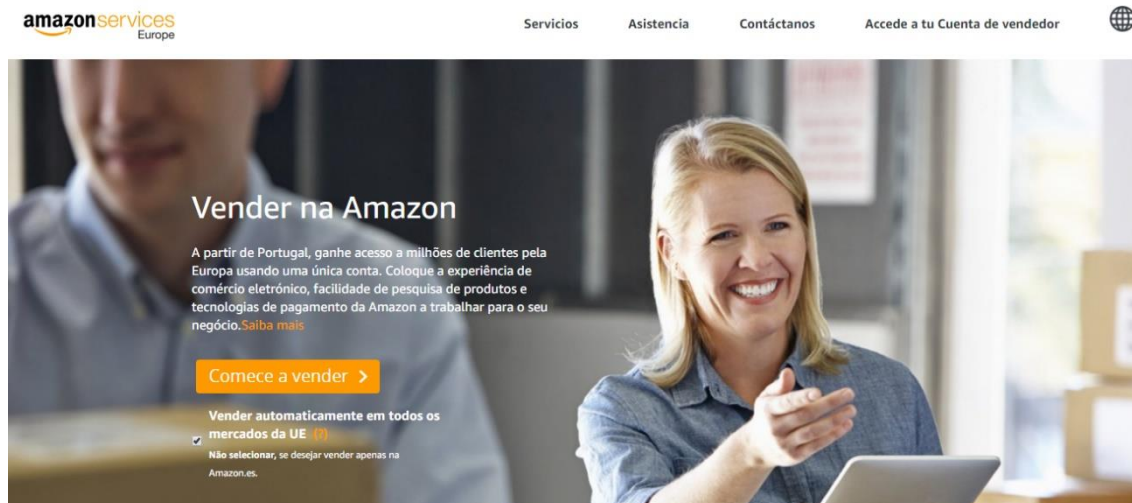 amazonservices
Europe
Servicios Asistencia Contáctanos Accede a tu Cuenta de vendedor
Vender na Amazon
A partir de Portugal, ganhe acesso a milhões de clientes pela
Europa usando uma única conta. Coloque a experiência de
comércio eletrónico, facilidade de pesquisa de produtos e
tecnologias de pagamento da Amazon a trabalhar para o seu
negócio.Saiba mais
Comece a vender
Vender automaticamente em todos os
mercados da UE (?)
Não selecionar, se desejar vender apenas na
Amazon.es.